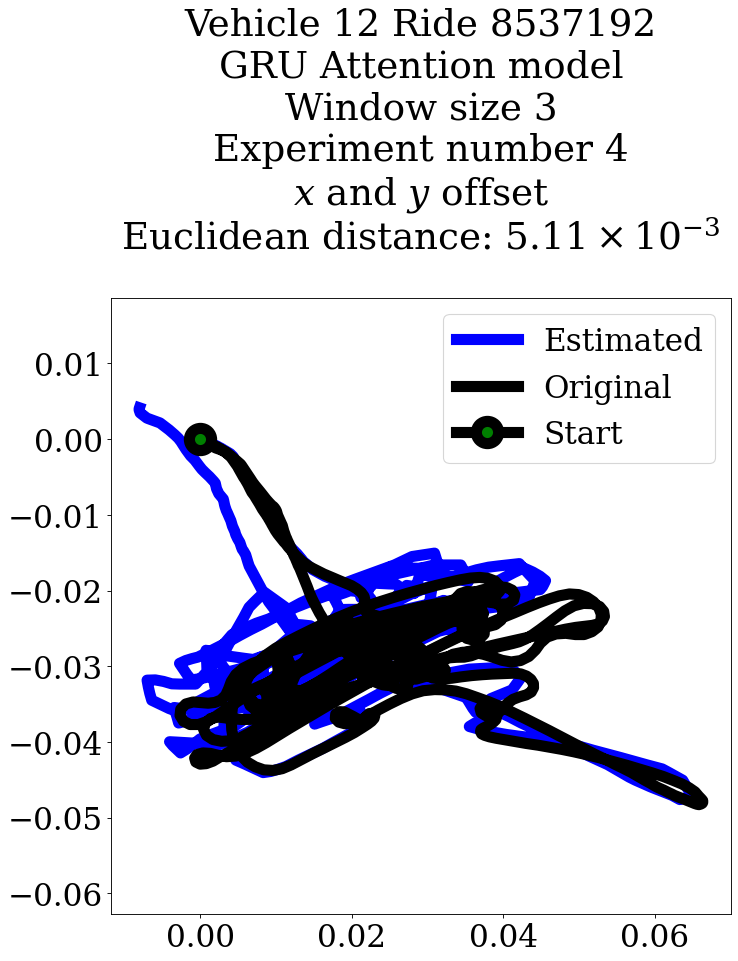 Vehicle 12 Ride 8537192
GRU Attention model
Window size 3
Experiment number 4
x and y offset
Euclidean distance: 5.11 × 10⁻³
Estimated
Original
Start
0.01
0.00
−0.01
−0.02
−0.03
−0.04
−0.05
−0.06
0.00 0.02 0.04 0.06